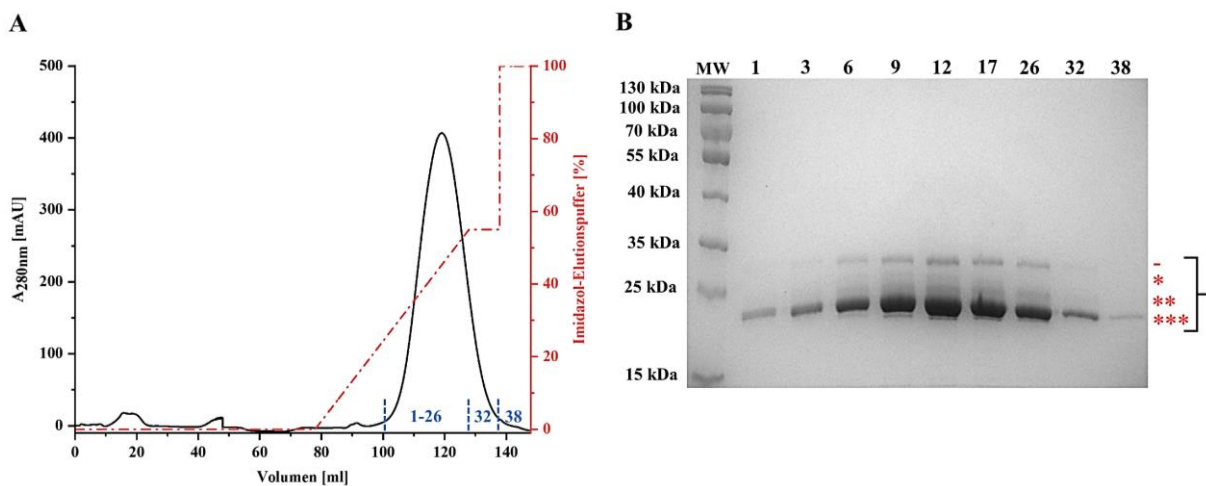 A
500
400
300
200
100
0
A280nm [mAU]
0 20 40 60 80 100 120 140
Volumen [ml]
1-26 32 38
100
80
60
40
20
0
Imidazol-Elutionspuffer [%]
B
MW 1 3 6 9 12 17 26 32 38
130 kDa
100 kDa
70 kDa
55 kDa
40 kDa
35 kDa
25 kDa
15 kDa
-
*
**
***